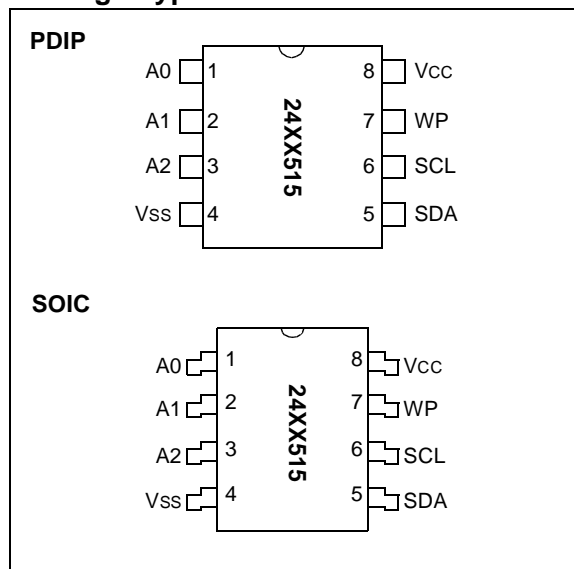 PDIP
A0 1 8 VCC
A1 2 7 WP
A2 3 6 SCL
VSS 4 5 SDA
24XX515
SOIC
A0 1 8 VCC
A1 2 7 WP
A2 3 6 SCL
VSS 4 5 SDA
24XX515